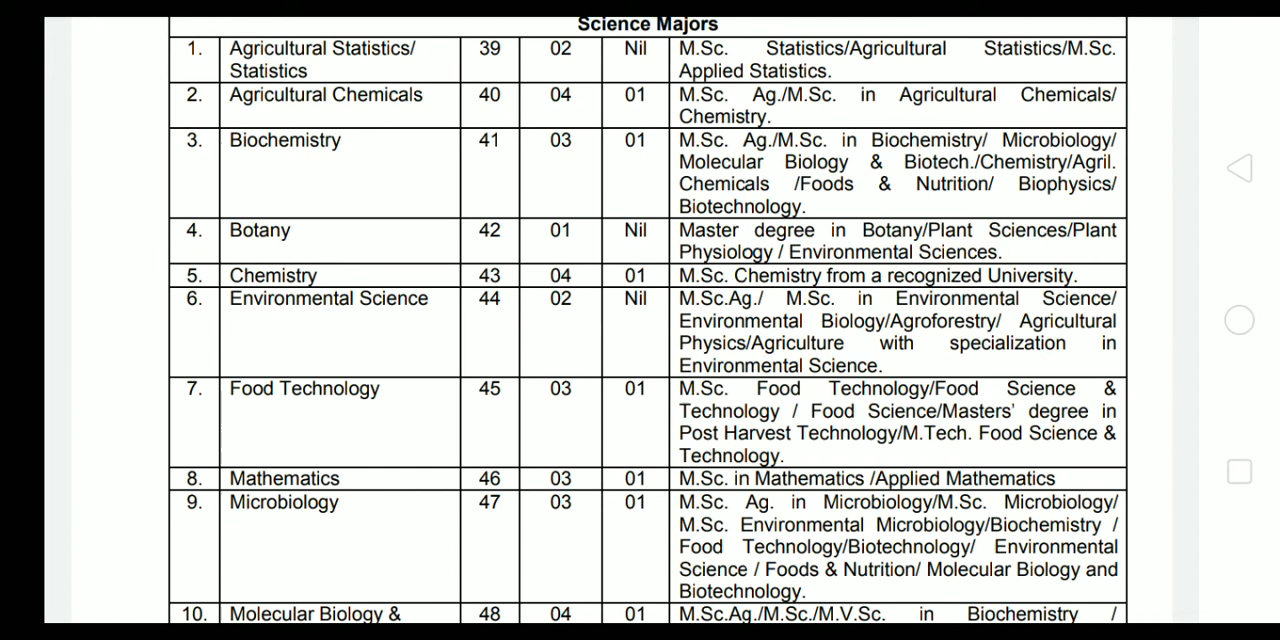 Science Majors
1. Agricultural Statistics/ 39 02 Nil M.Sc. Statistics/Agricultural Statistics/M.Sc.
Statistics Applied Statistics.
2. Agricultural Chemicals 40 04 01 M.Sc. Ag./M.Sc. in Agricultural Chemicals/
Chemistry.
3. Biochemistry 41 03 01 M.Sc. Ag./M.Sc. in Biochemistry/ Microbiology/
Molecular Biology & Biotech./Chemistry/Agril.
Chemicals /Foods & Nutrition/ Biophysics/
Biotechnology.
4. Botany 42 01 Nil Master degree in Botany/Plant Sciences/Plant
Physiology / Environmental Sciences.
5. Chemistry 43 04 01 M.Sc. Chemistry from a recognized University.
6. Environmental Science 44 02 Nil M.Sc.Ag./ M.Sc. in Environmental Science/
Environmental Biology/Agroforestry/ Agricultural
Physics/Agriculture with specialization in
Environmental Science.
7. Food Technology 45 03 01 M.Sc. Food Technology/Food Science &
Technology / Food Science/Masters' degree in
Post Harvest Technology/M.Tech. Food Science &
Technology.
8. Mathematics 46 03 01 M.Sc. in Mathematics /Applied Mathematics
9. Microbiology 47 03 01 M.Sc. Ag. in Microbiology/M.Sc. Microbiology/
M.Sc. Environmental Microbiology/Biochemistry /
Food Technology/Biotechnology/ Environmental
Science / Foods & Nutrition/ Molecular Biology and
Biotechnology.
10. Molecular Biology & 48 04 01 M.Sc.Ag./M.Sc./M.V.Sc. in Biochemistry /